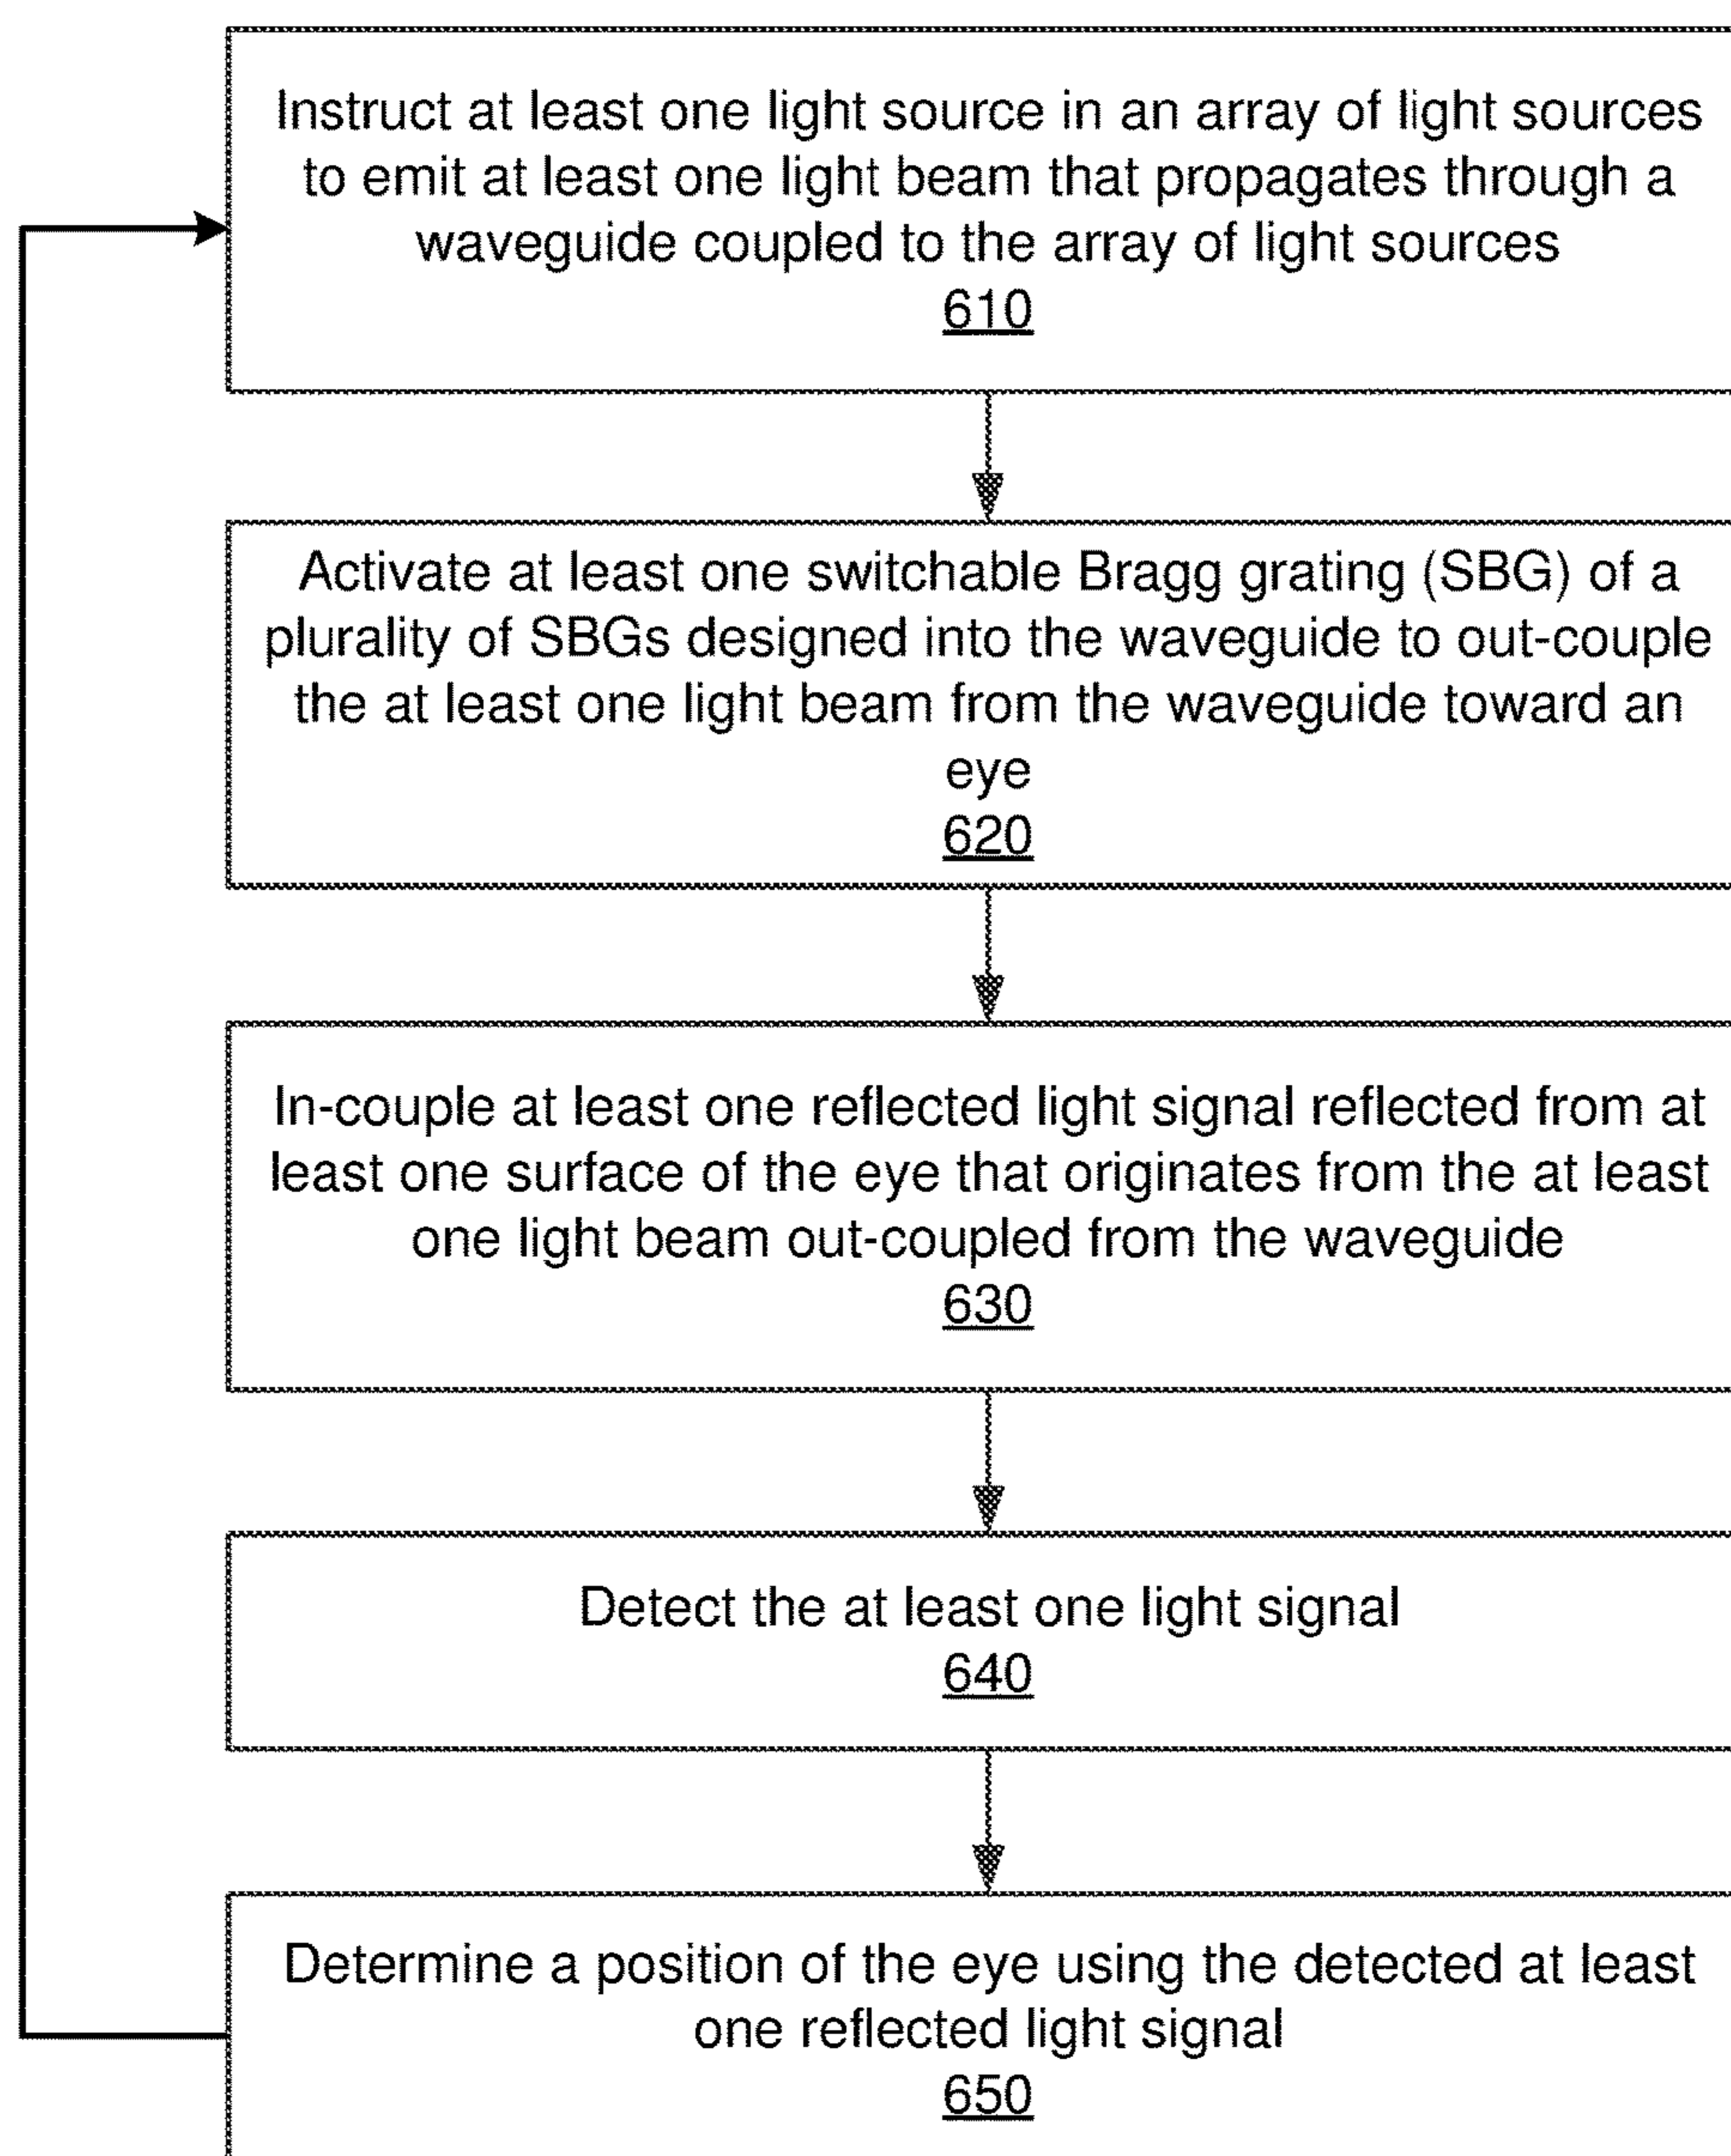 Instruct at least one light source in an array of light sources
to emit at least one light beam that propagates through a
waveguide coupled to the array of light sources
610
Activate at least one switchable Bragg grating (SBG) of a
plurality of SBGs designed into the waveguide to out-couple
the at least one light beam from the waveguide toward an
eye
620
In-couple at least one reflected light signal reflected from at
least one surface of the eye that originates from the at least
one light beam out-coupled from the waveguide
630
Detect the at least one light signal
640
Determine a position of the eye using the detected at least
one reflected light signal
650